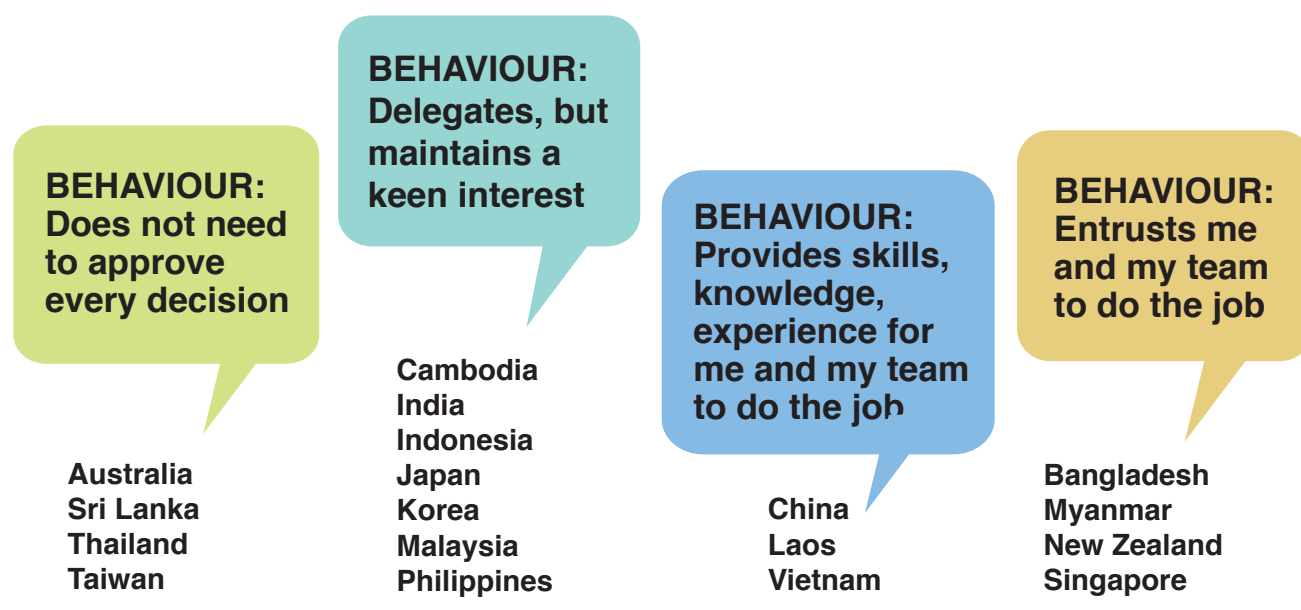 BEHAVIOUR:
Does not need
to approve
every decision
Australia
Sri Lanka
Thailand
Taiwan
BEHAVIOUR:
Delegates, but
maintains a
keen interest
Cambodia
India
Indonesia
Japan
Korea
Malaysia
Philippines
BEHAVIOUR:
Provides skills,
knowledge,
experience for
me and my team
to do the job
China
Laos
Vietnam
BEHAVIOUR:
Entrusts me
and my team
to do the job
Bangladesh
Myanmar
New Zealand
Singapore